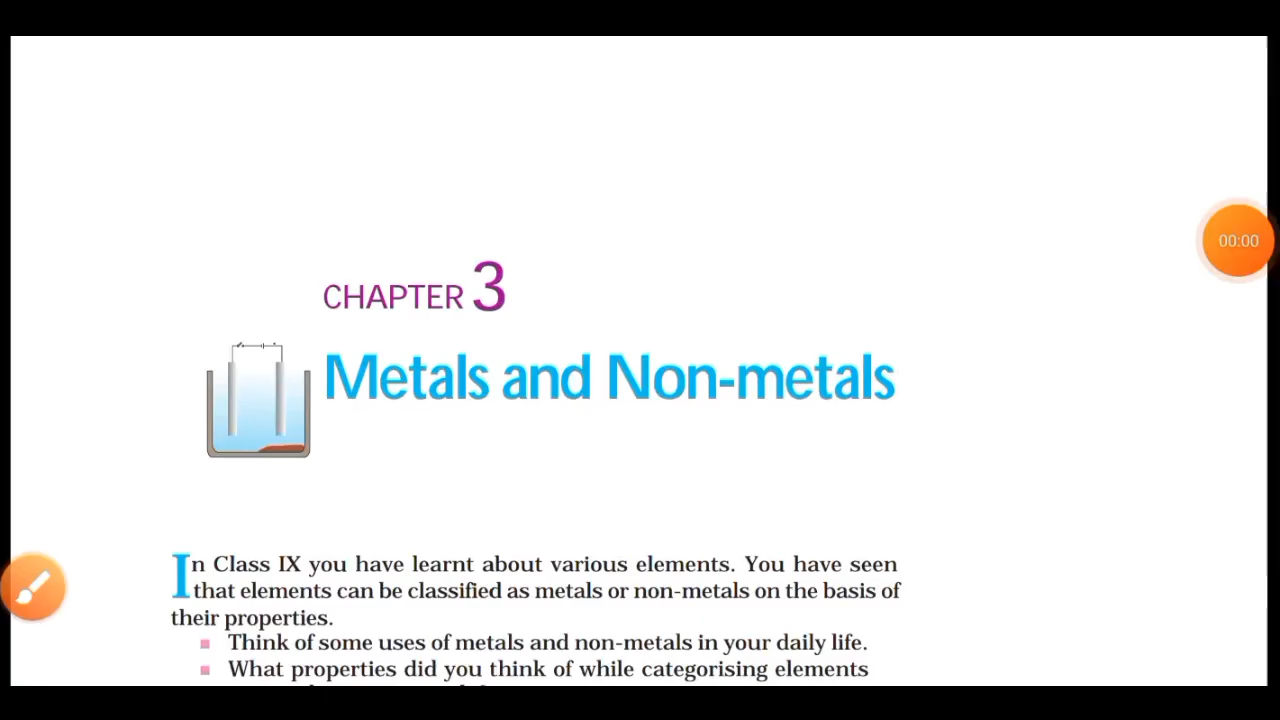 00:00
CHAPTER 3
Metals and Non-metals
In Class IX you have learnt about various elements. You have seen
that elements can be classified as metals or non-metals on the basis of
their properties.
Think of some uses of metals and non-metals in your daily life.
What properties did you think of while categorising elements